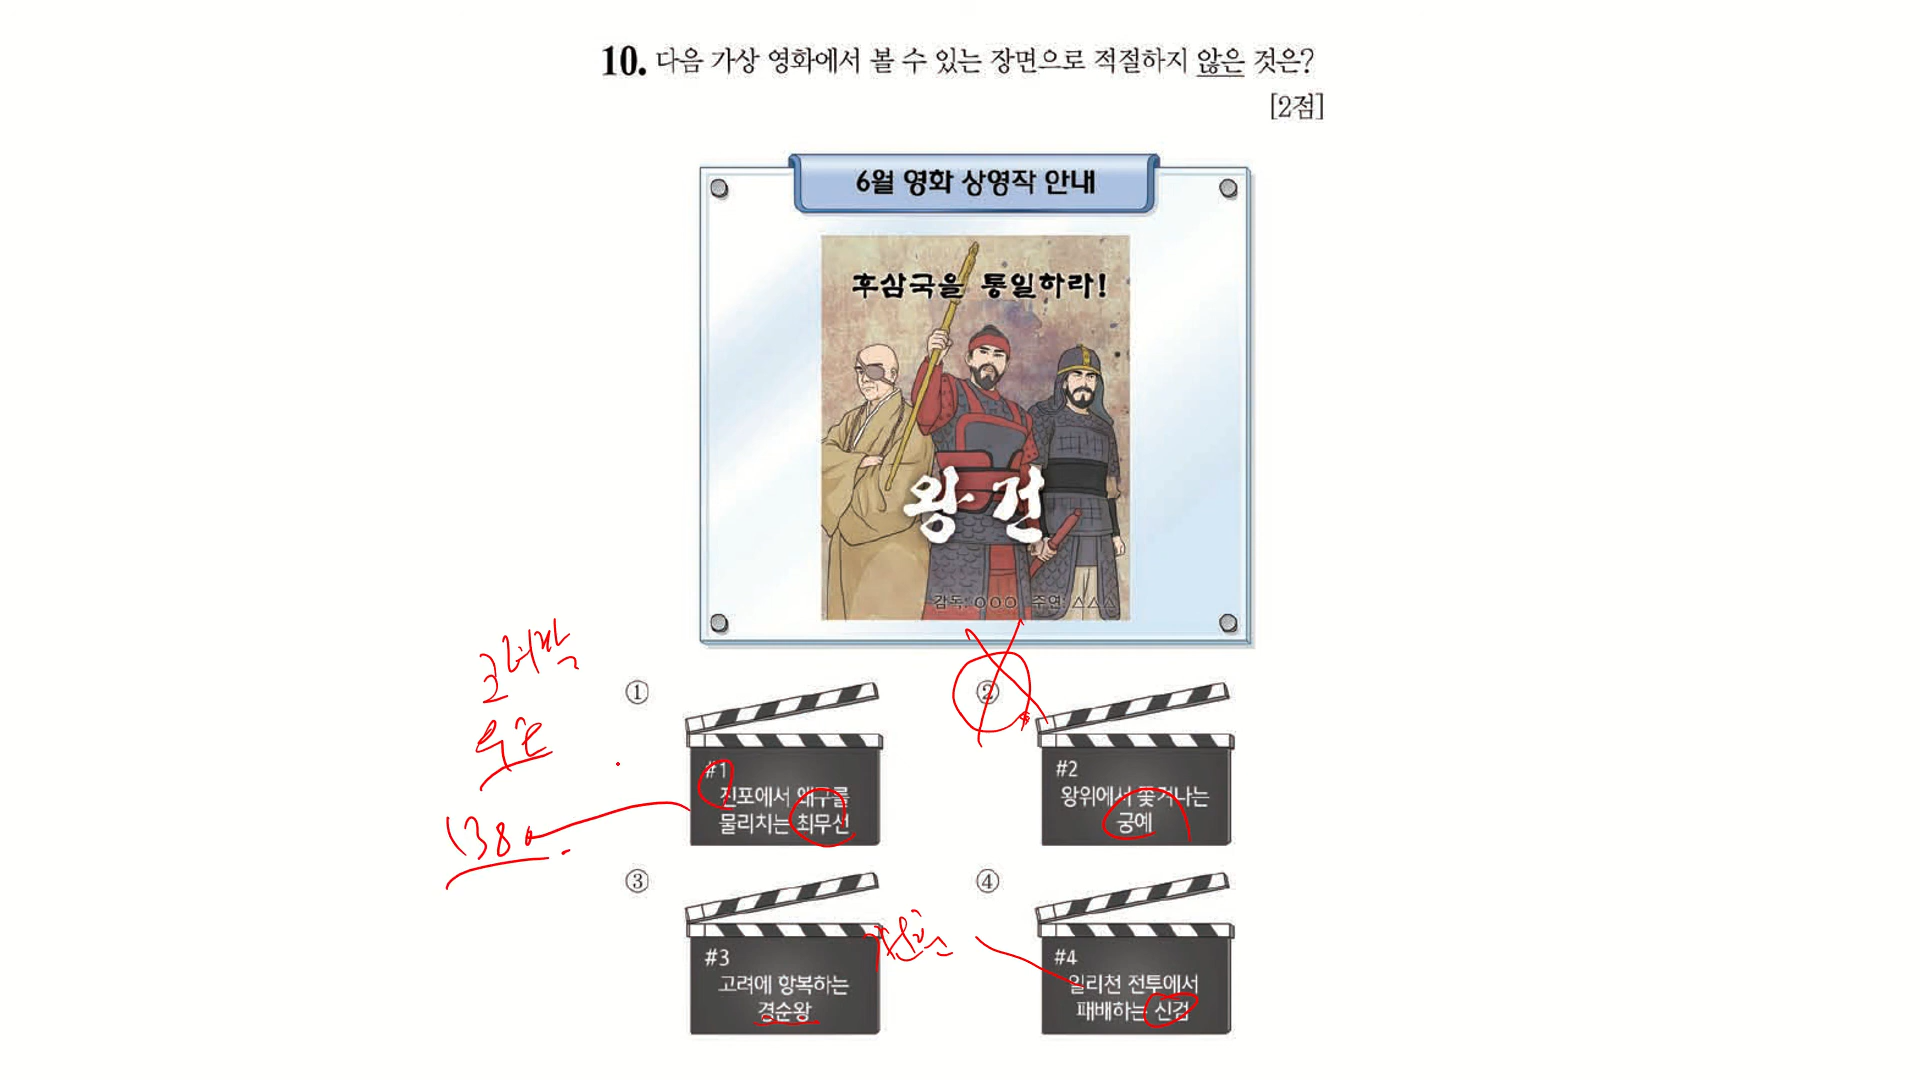 10. 다음 가상 영화에서 볼 수 있는 장면으로 적절하지 않은 것은?
[2점]
6월 영화 상영작 안내
후삼국을 통일하라!
왕건
감독: ○○○ 주연: △△△
①
#1
진포에서 왜구를
물리치는 최무선
②
#2
왕위에서 쫓겨나는
궁예
1380
③
#3
고려에 항복하는
경순왕
④
#4
일리천 전투에서
패배하는 신검